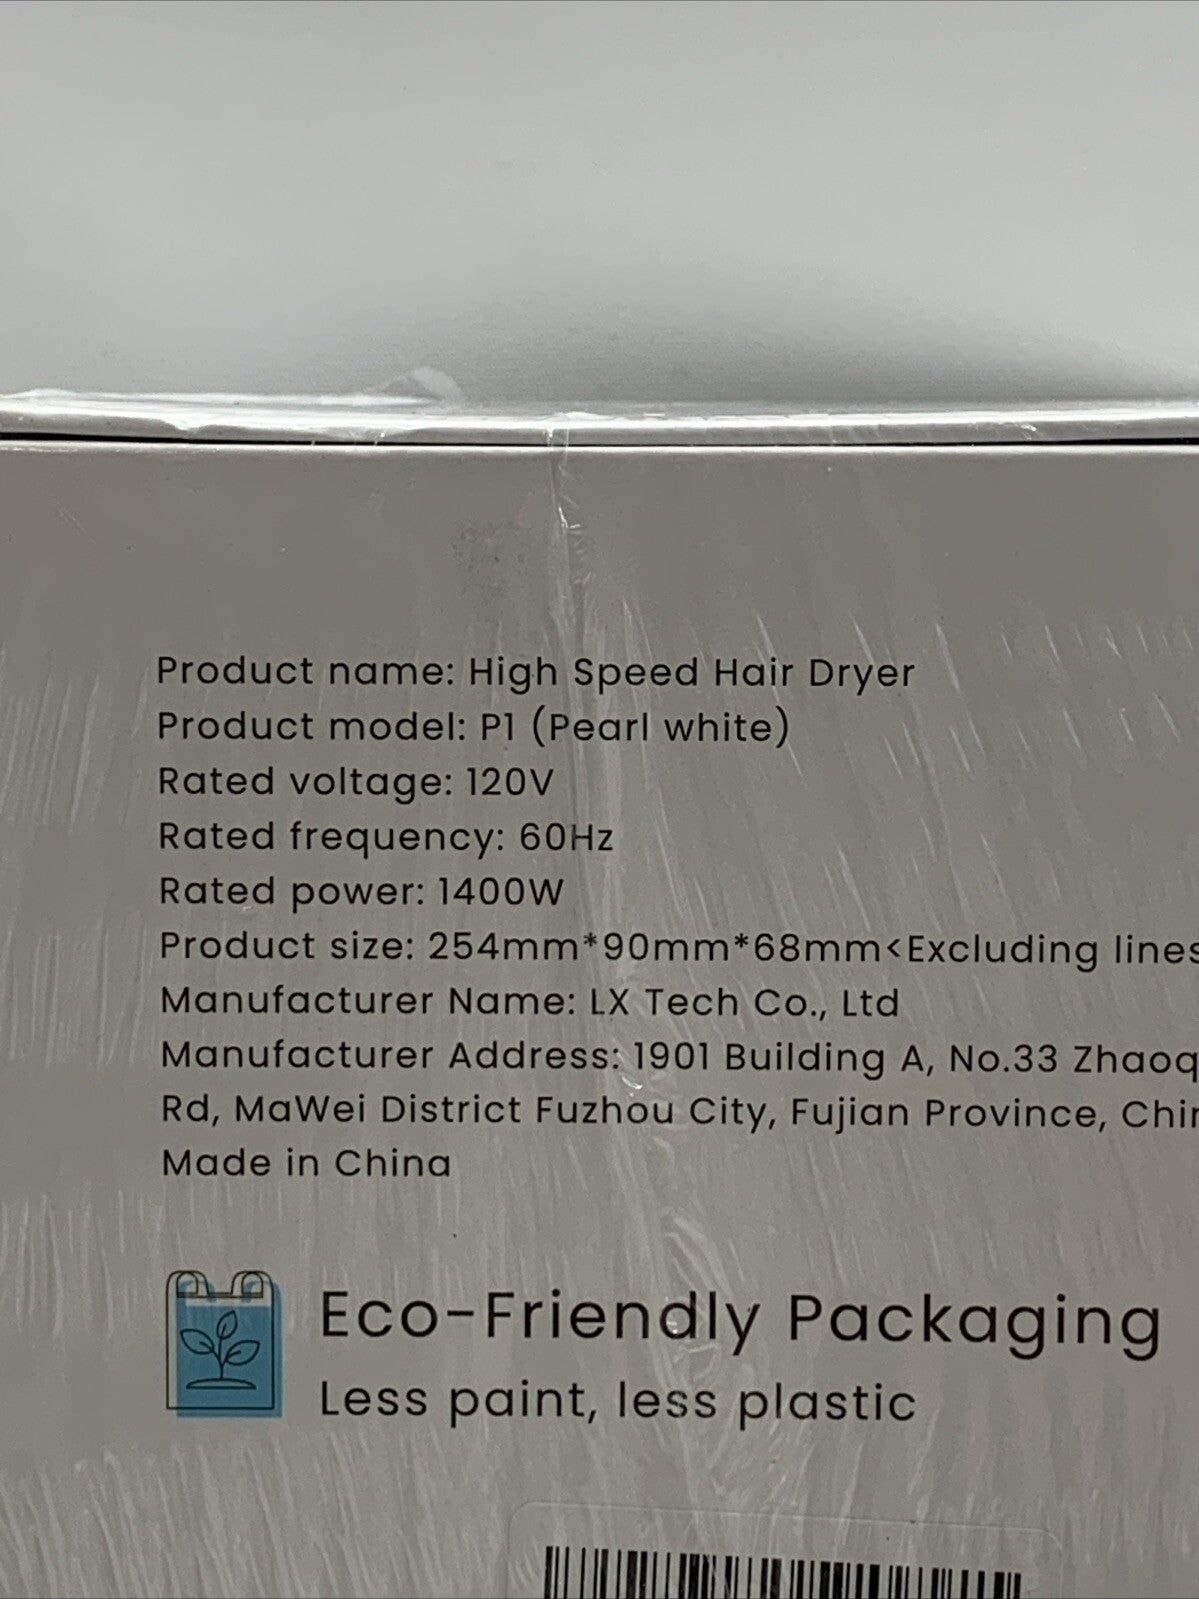 Product name: High Speed Hair Dryer
Product model: P1 (Pearl white)
Rated voltage: 120V
Rated frequency: 60Hz
Rated power: 1400W
Product size: 254mm*90mm*68mm<Excluding lines
Manufacturer Name: LX Tech Co., Ltd
Manufacturer Address: 1901 Building A, No.33
Rd, MaWei District Fuzhou City, Fujian Province,
Made in China
Eco-Friendly Packaging
Less paint, less plastic